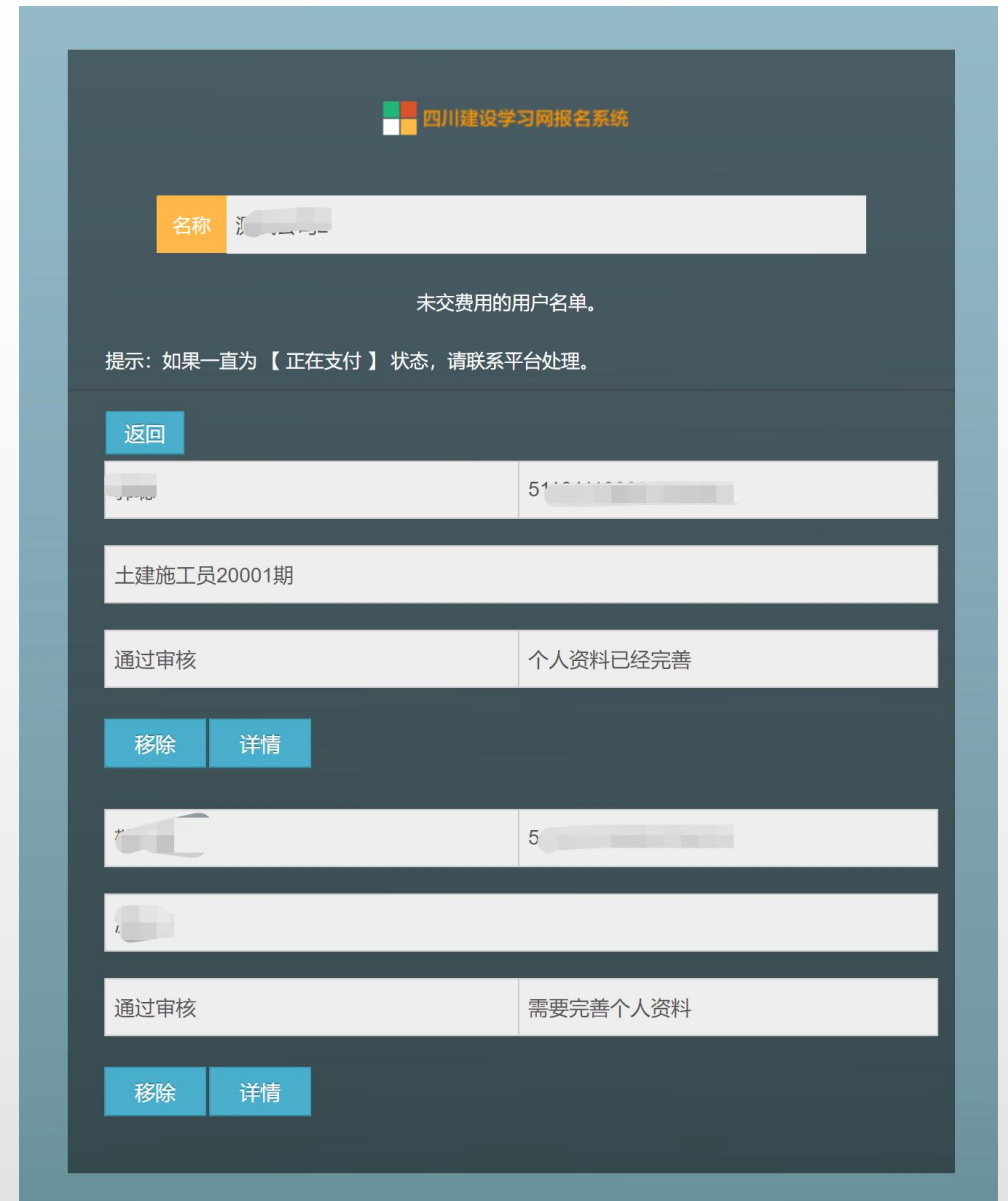 四川建设学习网报名系统
名称
未交费用的用户名单。
提示：如果一直为 【 正在支付 】 状态，请联系平台处理。
返回
51
土建施工员20001期
通过审核 个人资料已经完善
移除 详情
5
通过审核 需要完善个人资料
移除 详情